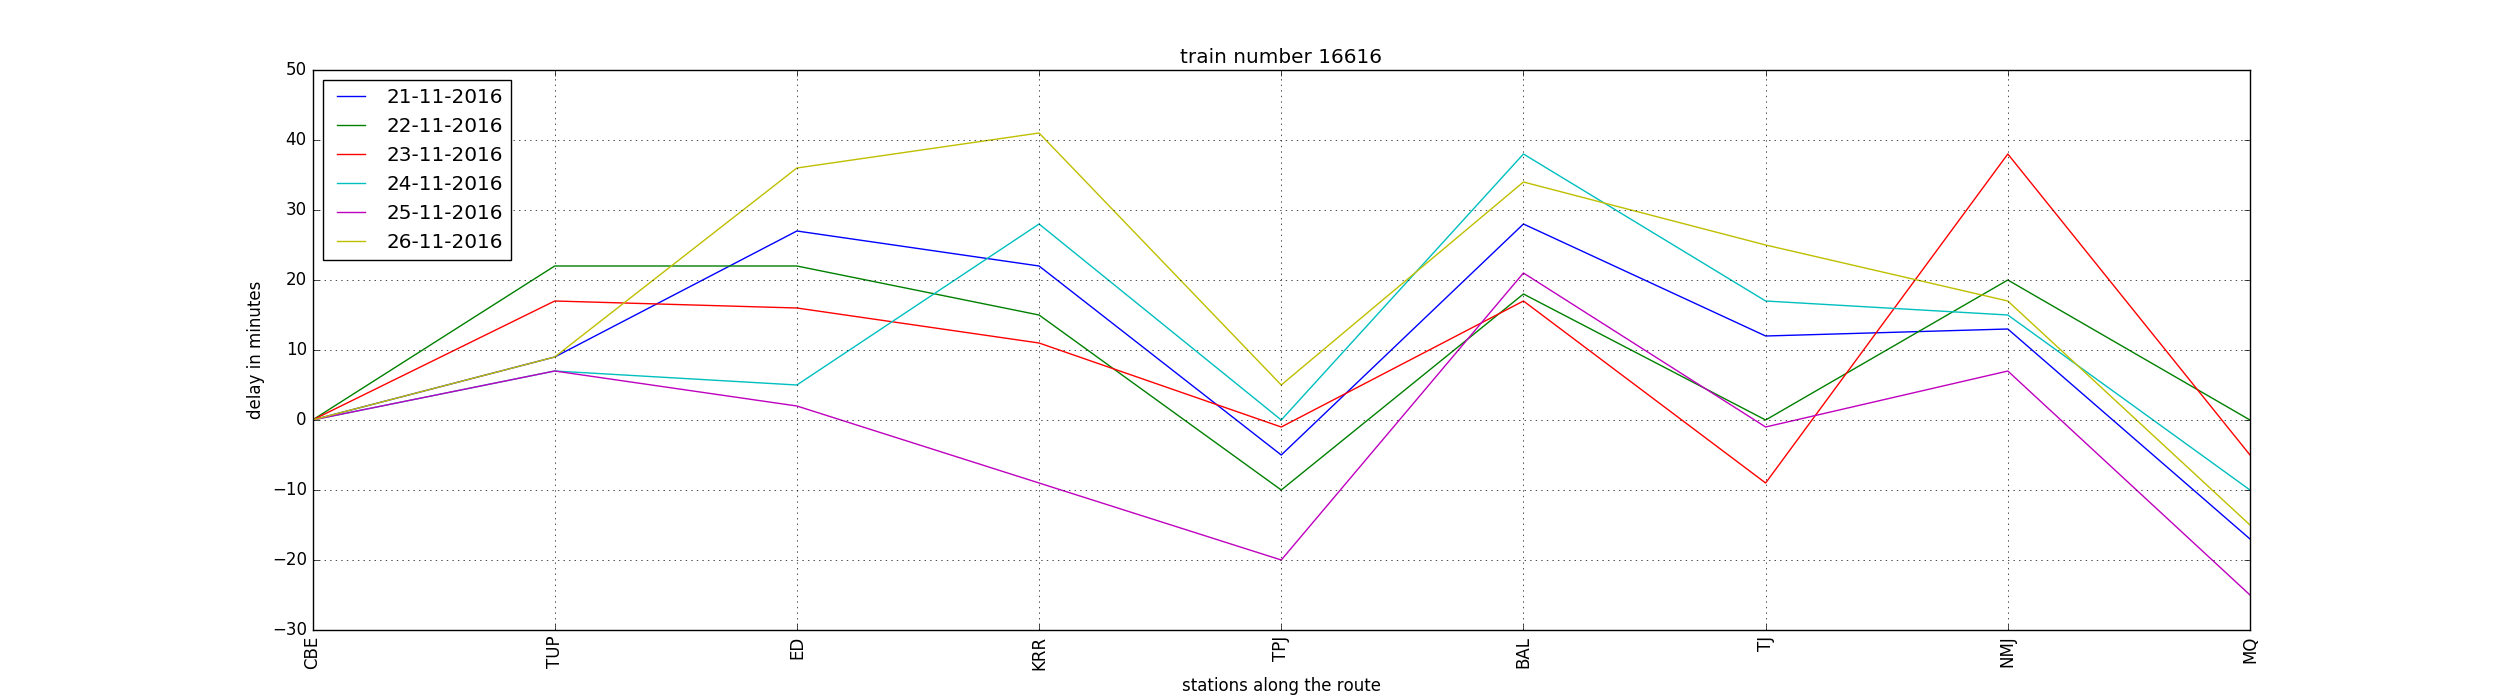 train number 16616
50
40
30
20
10
0
−10
−20
−30
delay in minutes
21-11-2016
22-11-2016
23-11-2016
24-11-2016
25-11-2016
26-11-2016
CBE
TUP
ED
KRR
TPJ
BAL
TJ
NMJ
MQ
stations along the route